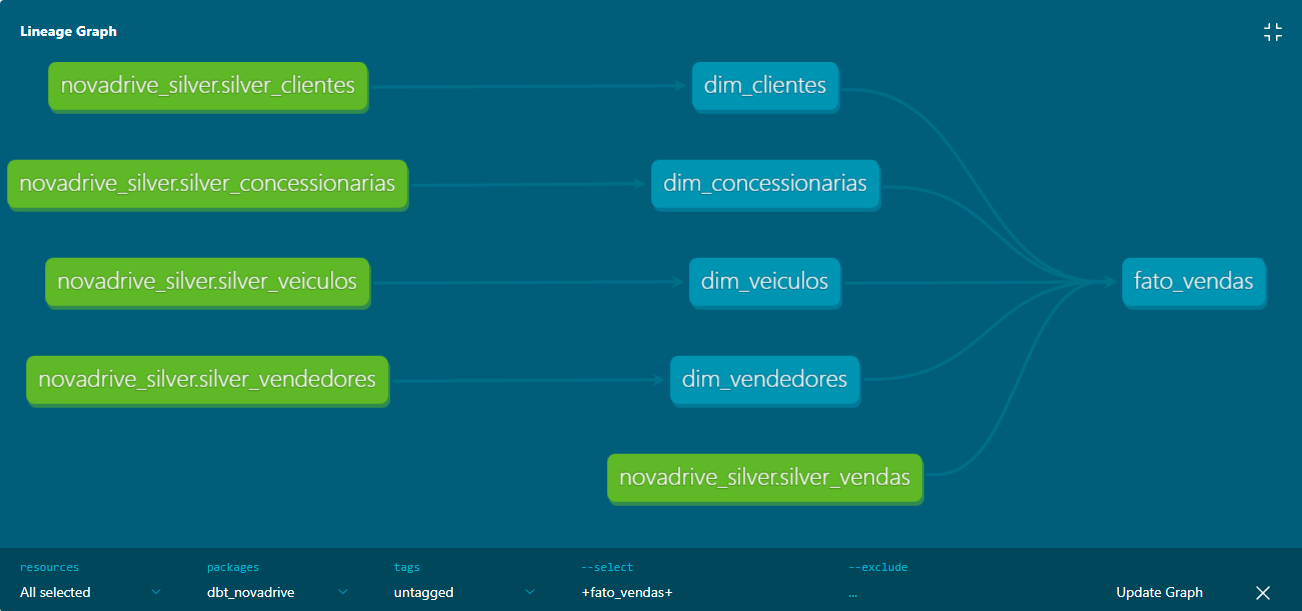 Lineage Graph
novadrive_silver.silver_clientes
dim_clientes
novadrive_silver.silver_concessionarias
dim_concessionarias
novadrive_silver.silver_veiculos
dim_veiculos
fato_vendas
novadrive_silver.silver_vendedores
dim_vendedores
novadrive_silver.silver_vendas
resources
packages
tags
--select
--exclude
All selected
dbt_novadrive
untagged
+fato_vendas+
...
Update Graph